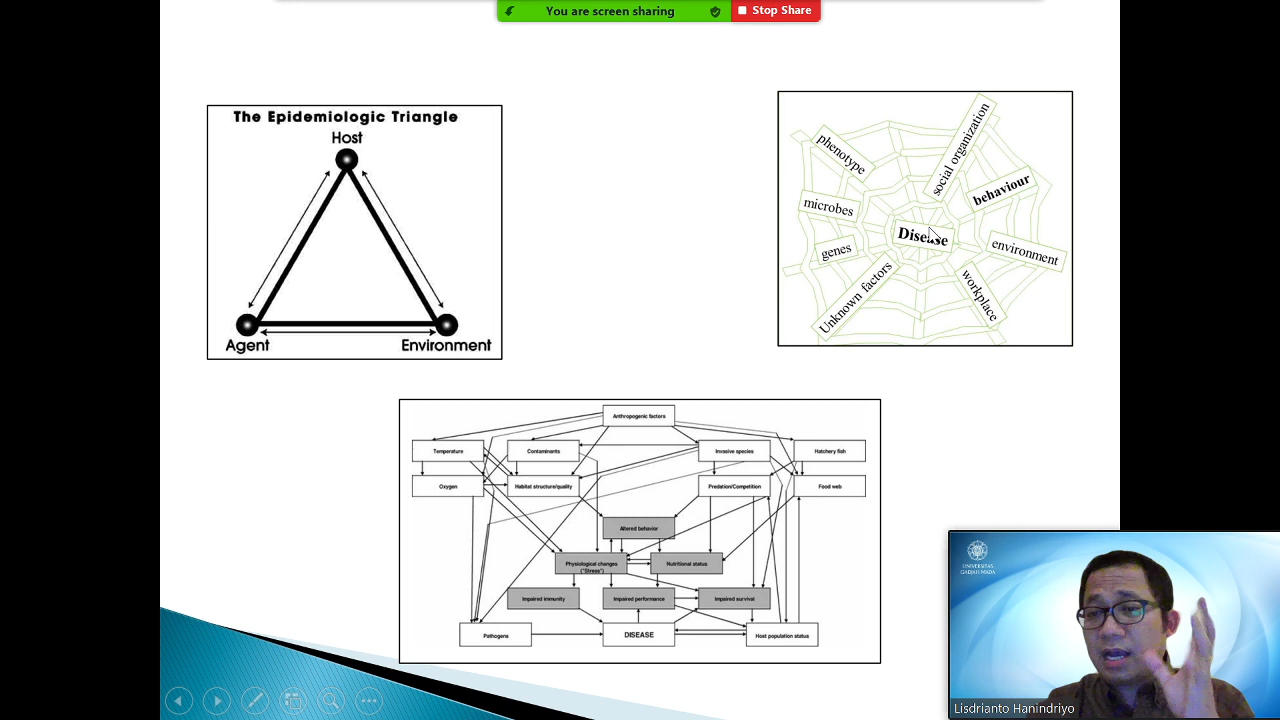 You are screen sharing
Stop Share
The Epidemiologic Triangle
Host
Agent
Environment
phenotype
social organization
microbes
behaviour
Disease
genes
environment
Unknown factors
workplace
Anthropogenic factors
Temperature
Contaminants
Invasive species
Hatchery fish
Oxygen
Habitat structure/quality
Predation/Competition
Food web
Altered behavior
Physiological changes
("Stress")
Nutritional status
Impaired immunity
Impaired performance
Impaired survival
Pathogens
DISEASE
Host population status
UNIVERSITAS
GADJAH MADA
Lisdrianto Hanindriyo